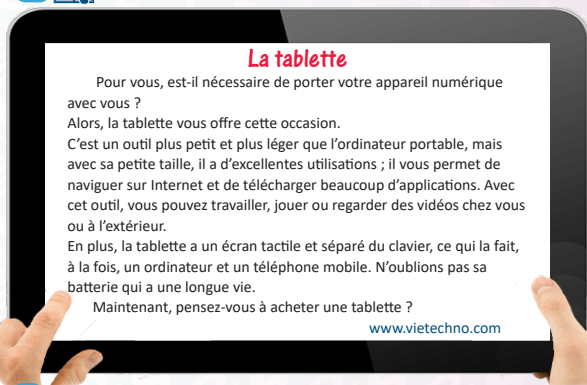 La tablette
Pour vous, est-il nécessaire de porter votre appareil numérique
avec vous ?
Alors, la tablette vous offre cette occasion.
C’est un outil plus petit et plus léger que l’ordinateur portable, mais
avec sa petite taille, il a d’excellentes utilisations ; il vous permet de
naviguer sur Internet et de télécharger beaucoup d’applications. Avec
cet outil, vous pouvez travailler, jouer ou regarder des vidéos chez vous
ou à l’extérieur.
En plus, la tablette a un écran tactile et séparé du clavier, ce qui la fait,
à la fois, un ordinateur et un téléphone mobile. N’oublions pas sa
batterie qui a une longue vie.
Maintenant, pensez-vous à acheter une tablette ?
www.vietechno.com